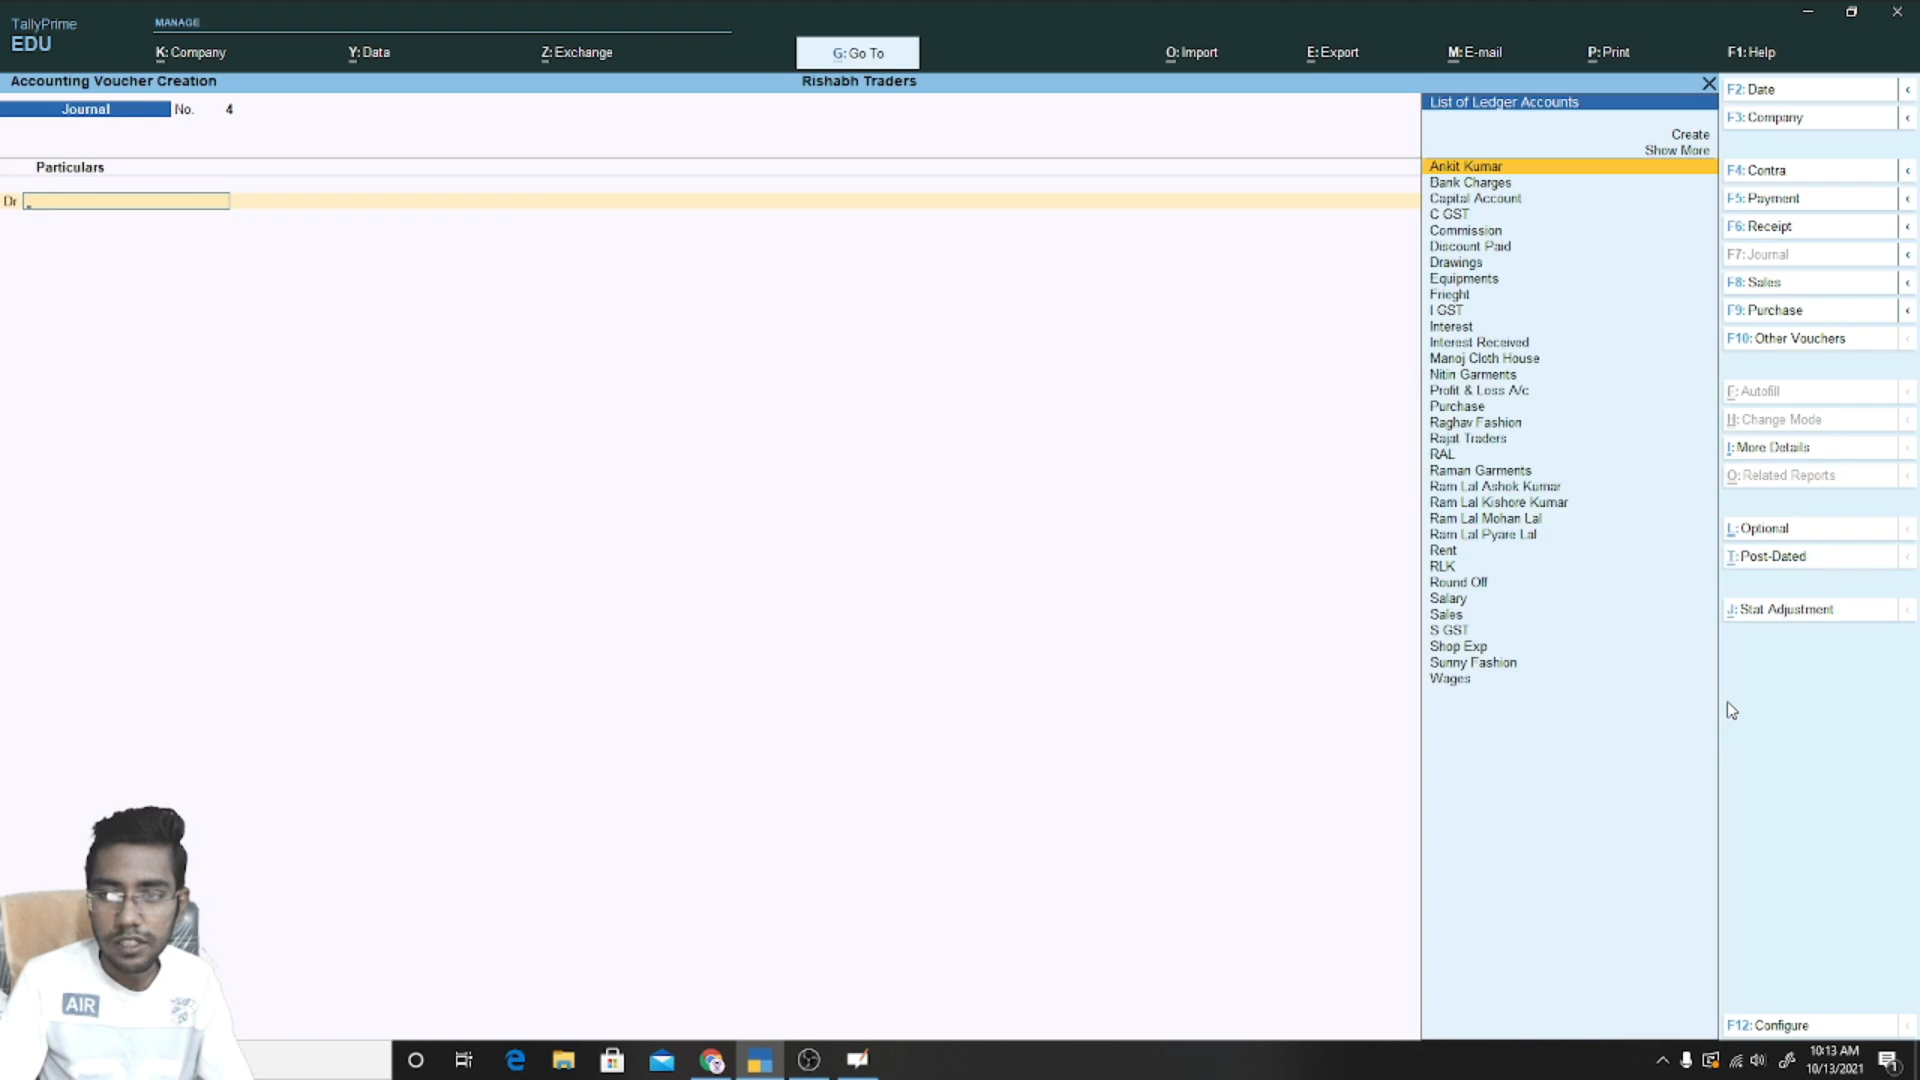 TallyPrime
EDU
MANAGE
K: Company
Y: Data
Z: Exchange
G: Go To
O: Import
E: Export
M: E-mail
P: Print
F1: Help
Accounting Voucher Creation
Rishabh Traders
Journal
No. 4
Particulars
Dr
List of Ledger Accounts
Create
Show More
Ankit Kumar
Bank Charges
Capital Account
C GST
Commission
Discount Paid
Drawings
Equipments
Frieght
I GST
Interest
Interest Received
Manoj Cloth House
Nitin Garments
Profit & Loss A/c
Purchase
Raghav Fashion
Rajat Traders
RAL
Raman Garments
Ram Lal Ashok Kumar
Ram Lal Kishore Kumar
Ram Lal Mohan Lal
Ram Lal Pyare Lal
Rent
RLK
Round Off
Salary
Sales
S GST
Shop Exp
Sunny Fashion
Wages
F2: Date
F3: Company
F4: Contra
F5: Payment
F6: Receipt
F7: Journal
F8: Sales
F9: Purchase
F10: Other Vouchers
F: Autofill
H: Change Mode
I: More Details
O: Related Reports
L: Optional
T: Post-Dated
J: Stat Adjustment
F12: Configure
AIR
10:13 AM
10/13/2021
1